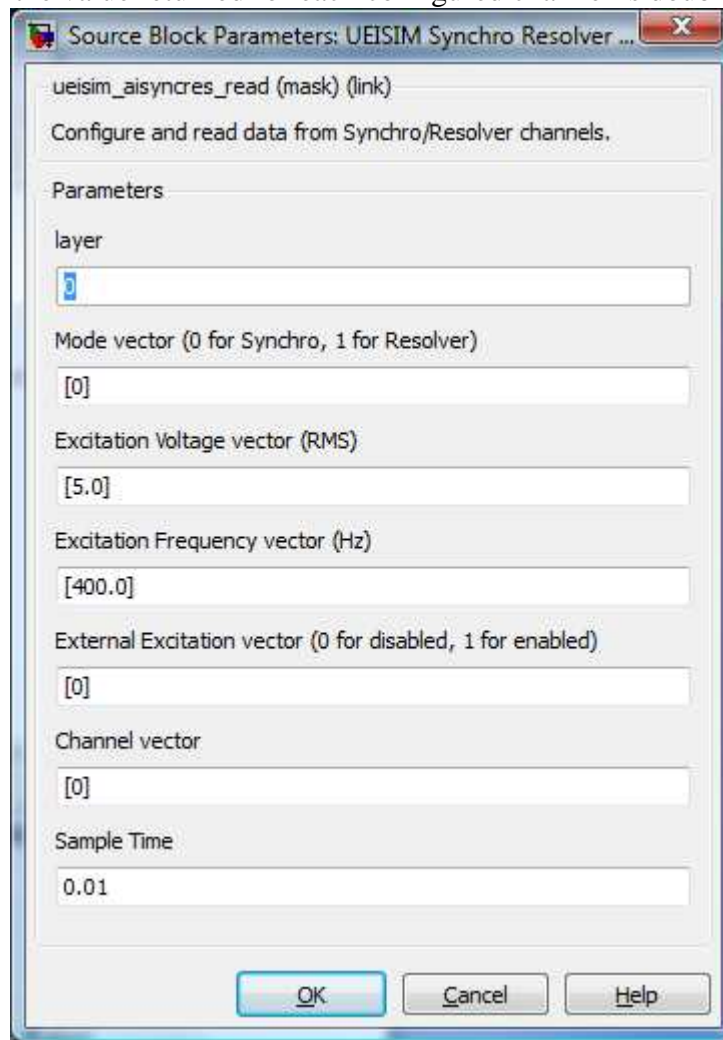 Source Block Parameters: UEISIM Synchro Resolver ...
ueisim_aisyncres_read (mask) (link)
Configure and read data from Synchro/Resolver channels.
Parameters
layer
0
Mode vector (0 for Synchro, 1 for Resolver)
[0]
Excitation Voltage vector (RMS)
[5.0]
Excitation Frequency vector (Hz)
[400.0]
External Excitation vector (0 for disabled, 1 for enabled)
[0]
Channel vector
[0]
Sample Time
0.01
OK Cancel Help